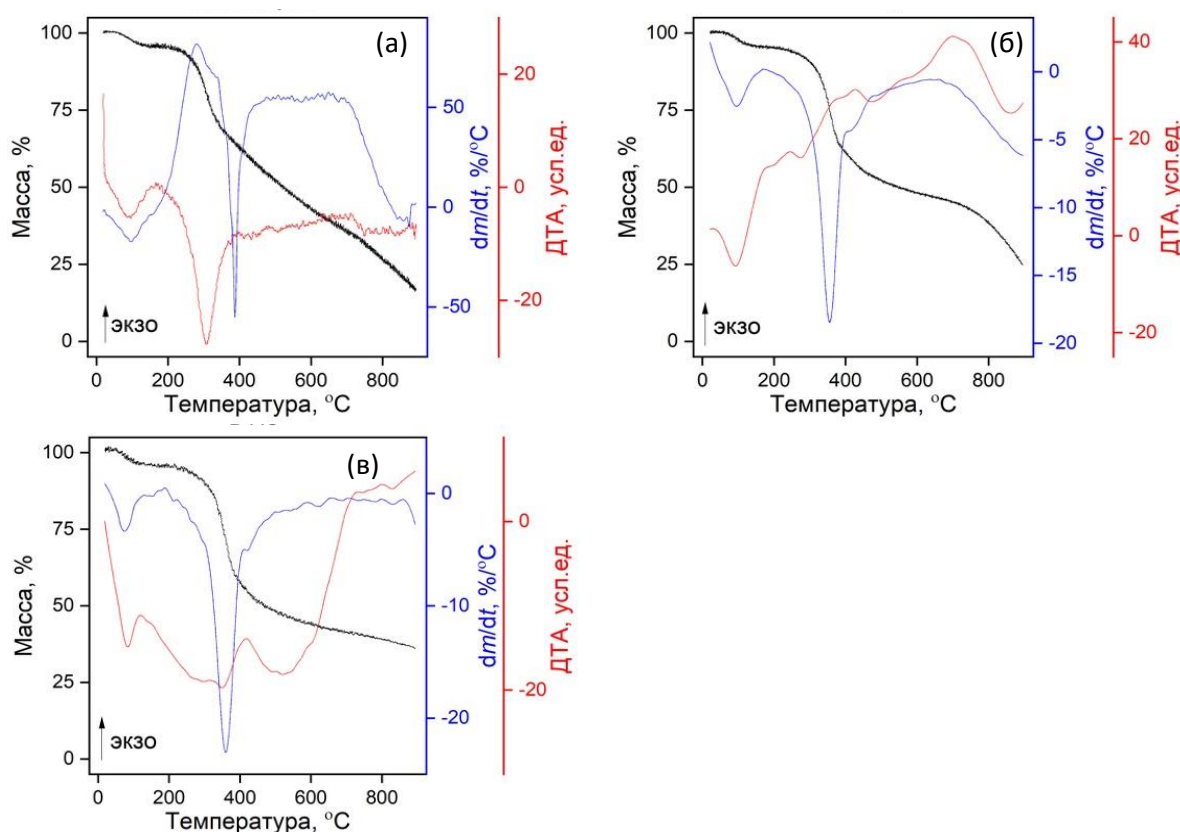 (а)
Масса, %
100
75
50
25
0
0 200 400 600 800
Температура, °C
50
0
-50
dm/dt, %/°C
20
0
-20
ДТА, усл.ед.
ЭКЗО
(б)
Масса, %
100
75
50
25
0
0 200 400 600 800
Температура, °C
0
-5
-10
-15
-20
dm/dt, %/°C
40
20
0
-20
ДТА, усл.ед.
ЭКЗО
(в)
Масса, %
100
75
50
25
0
0 200 400 600 800
Температура, °C
0
-10
-20
dm/dt, %/°C
0
-20
ДТА, усл.ед.
ЭКЗО